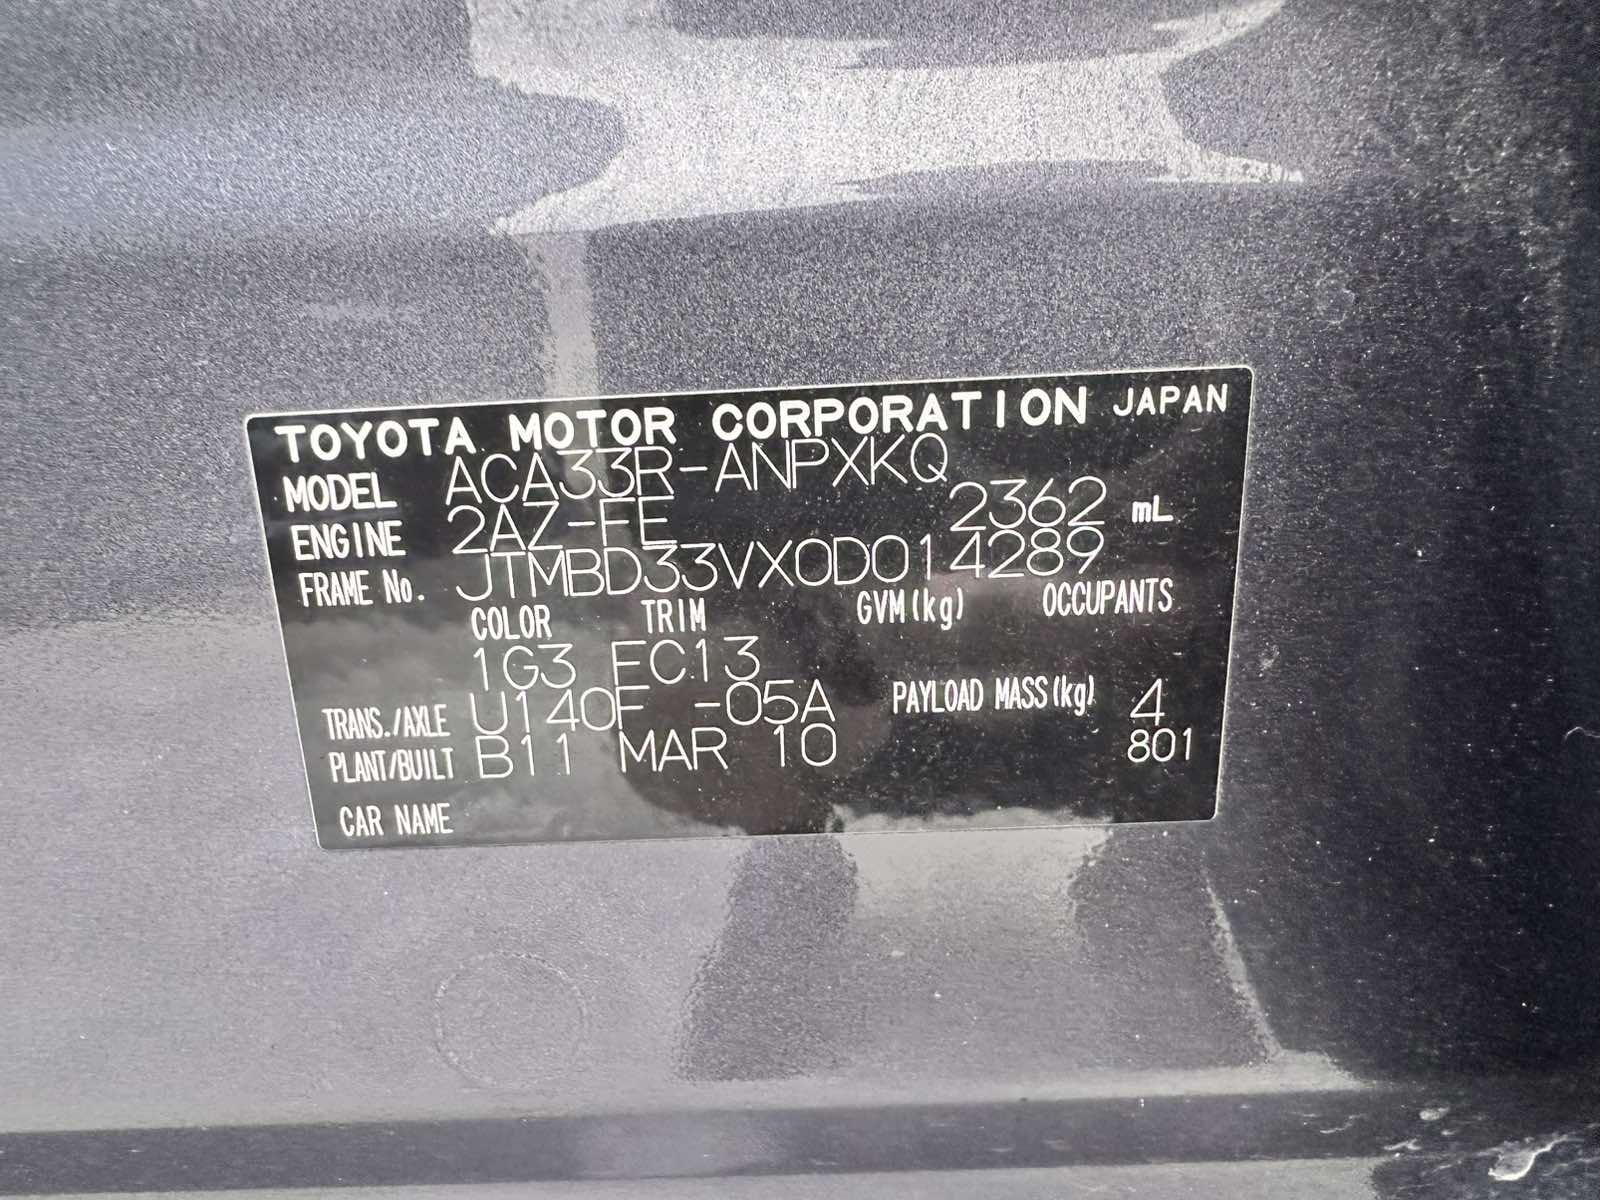 TOYOTA MOTOR CORPORATION JAPAN
MODEL ACA33R-ANPXKQ
ENGINE 2AZ-FE 2362 mL
FRAME No. JTMBD33VX0D014289
COLOR TRIM GVM(kg) OCCUPANTS
1G3 FC13
TRANS./AXLE U140F -05A PAYLOAD MASS(kg) 4
PLANT/BUILT B11 MAR 10 801
CAR NAME